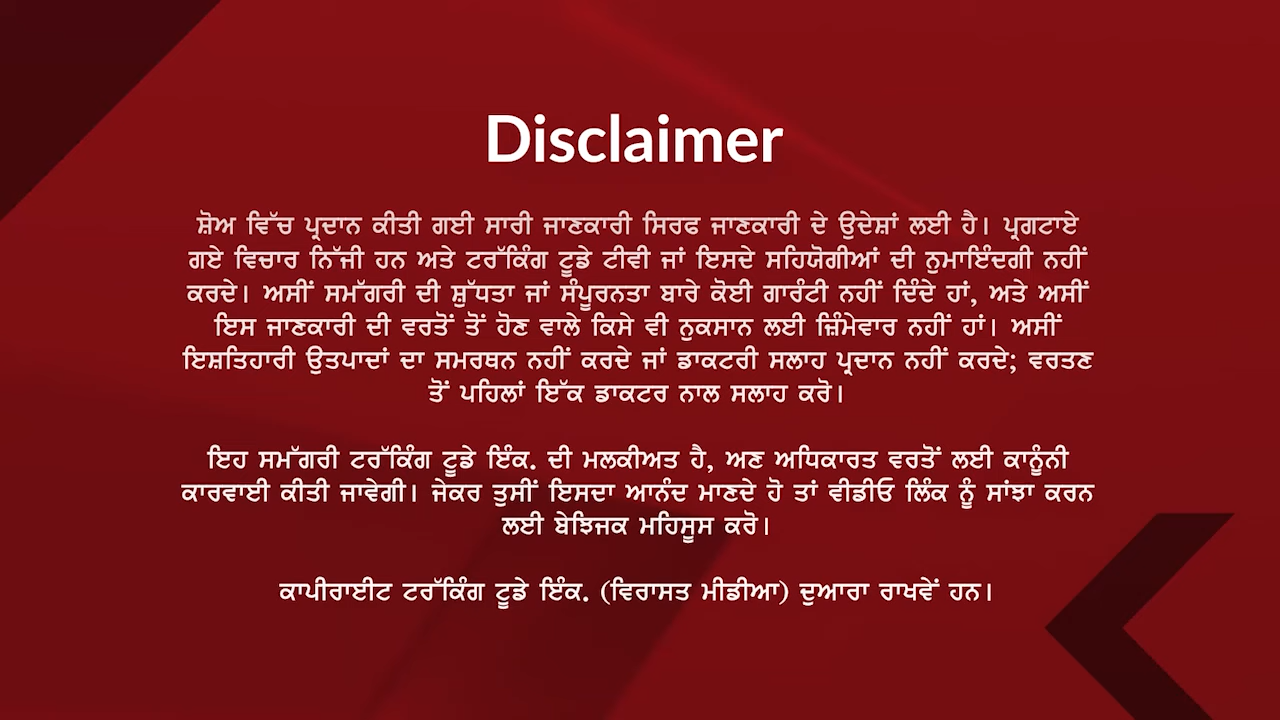 Disclaimer
ਸ਼ੋਅ ਵਿੱਚ ਪ੍ਰਦਾਨ ਕੀਤੀ ਗਈ ਸਾਰੀ ਜਾਣਕਾਰੀ ਸਿਰਫ ਜਾਣਕਾਰੀ ਦੇ ਉਦੇਸ਼ਾਂ ਲਈ ਹੈ। ਪ੍ਰਗਟਾਏ
ਗਏ ਵਿਚਾਰ ਨਿੱਜੀ ਹਨ ਅਤੇ ਟਰੱਕਿੰਗ ਟੂਡੇ ਟੀਵੀ ਜਾਂ ਇਸਦੇ ਸਹਿਯੋਗੀਆਂ ਦੀ ਨੁਮਾਇੰਦਗੀ ਨਹੀਂ
ਕਰਦੇ। ਅਸੀਂ ਸਮੱਗਰੀ ਦੀ ਸ਼ੁੱਧਤਾ ਜਾਂ ਸੰਪੂਰਨਤਾ ਬਾਰੇ ਕੋਈ ਗਾਰੰਟੀ ਨਹੀਂ ਦਿੰਦੇ ਹਾਂ, ਅਤੇ ਅਸੀਂ
ਇਸ ਜਾਣਕਾਰੀ ਦੀ ਵਰਤੋਂ ਤੋਂ ਹੋਣ ਵਾਲੇ ਕਿਸੇ ਵੀ ਨੁਕਸਾਨ ਲਈ ਜ਼ਿੰਮੇਵਾਰ ਨਹੀਂ ਹਾਂ। ਅਸੀਂ
ਇਸ਼ਤਿਹਾਰੀ ਉਤਪਾਦਾਂ ਦਾ ਸਮਰਥਨ ਨਹੀਂ ਕਰਦੇ ਜਾਂ ਡਾਕਟਰੀ ਸਲਾਹ ਪ੍ਰਦਾਨ ਨਹੀਂ ਕਰਦੇ; ਵਰਤਣ
ਤੋਂ ਪਹਿਲਾਂ ਇੱਕ ਡਾਕਟਰ ਨਾਲ ਸਲਾਹ ਕਰੋ।
ਇਹ ਸਮੱਗਰੀ ਟਰੱਕਿੰਗ ਟੂਡੇ ਇੰਕ. ਦੀ ਮਲਕੀਅਤ ਹੈ, ਅਣ ਅਧਿਕਾਰਤ ਵਰਤੋਂ ਲਈ ਕਾਨੂੰਨੀ
ਕਾਰਵਾਈ ਕੀਤੀ ਜਾਵੇਗੀ। ਜੇਕਰ ਤੁਸੀਂ ਇਸਦਾ ਆਨੰਦ ਮਾਣਦੇ ਹੋ ਤਾਂ ਵੀਡੀਓ ਲਿੰਕ ਨੂੰ ਸਾਂਝਾ ਕਰਨ
ਲਈ ਬੇਝਿਜਕ ਮਹਿਸੂਸ ਕਰੋ।
ਕਾਪੀਰਾਈਟ ਟਰੱਕਿੰਗ ਟੂਡੇ ਇੰਕ. (ਵਿਰਾਸਤ ਮੀਡੀਆ) ਦੁਆਰਾ ਰਾਖਵੇਂ ਹਨ।